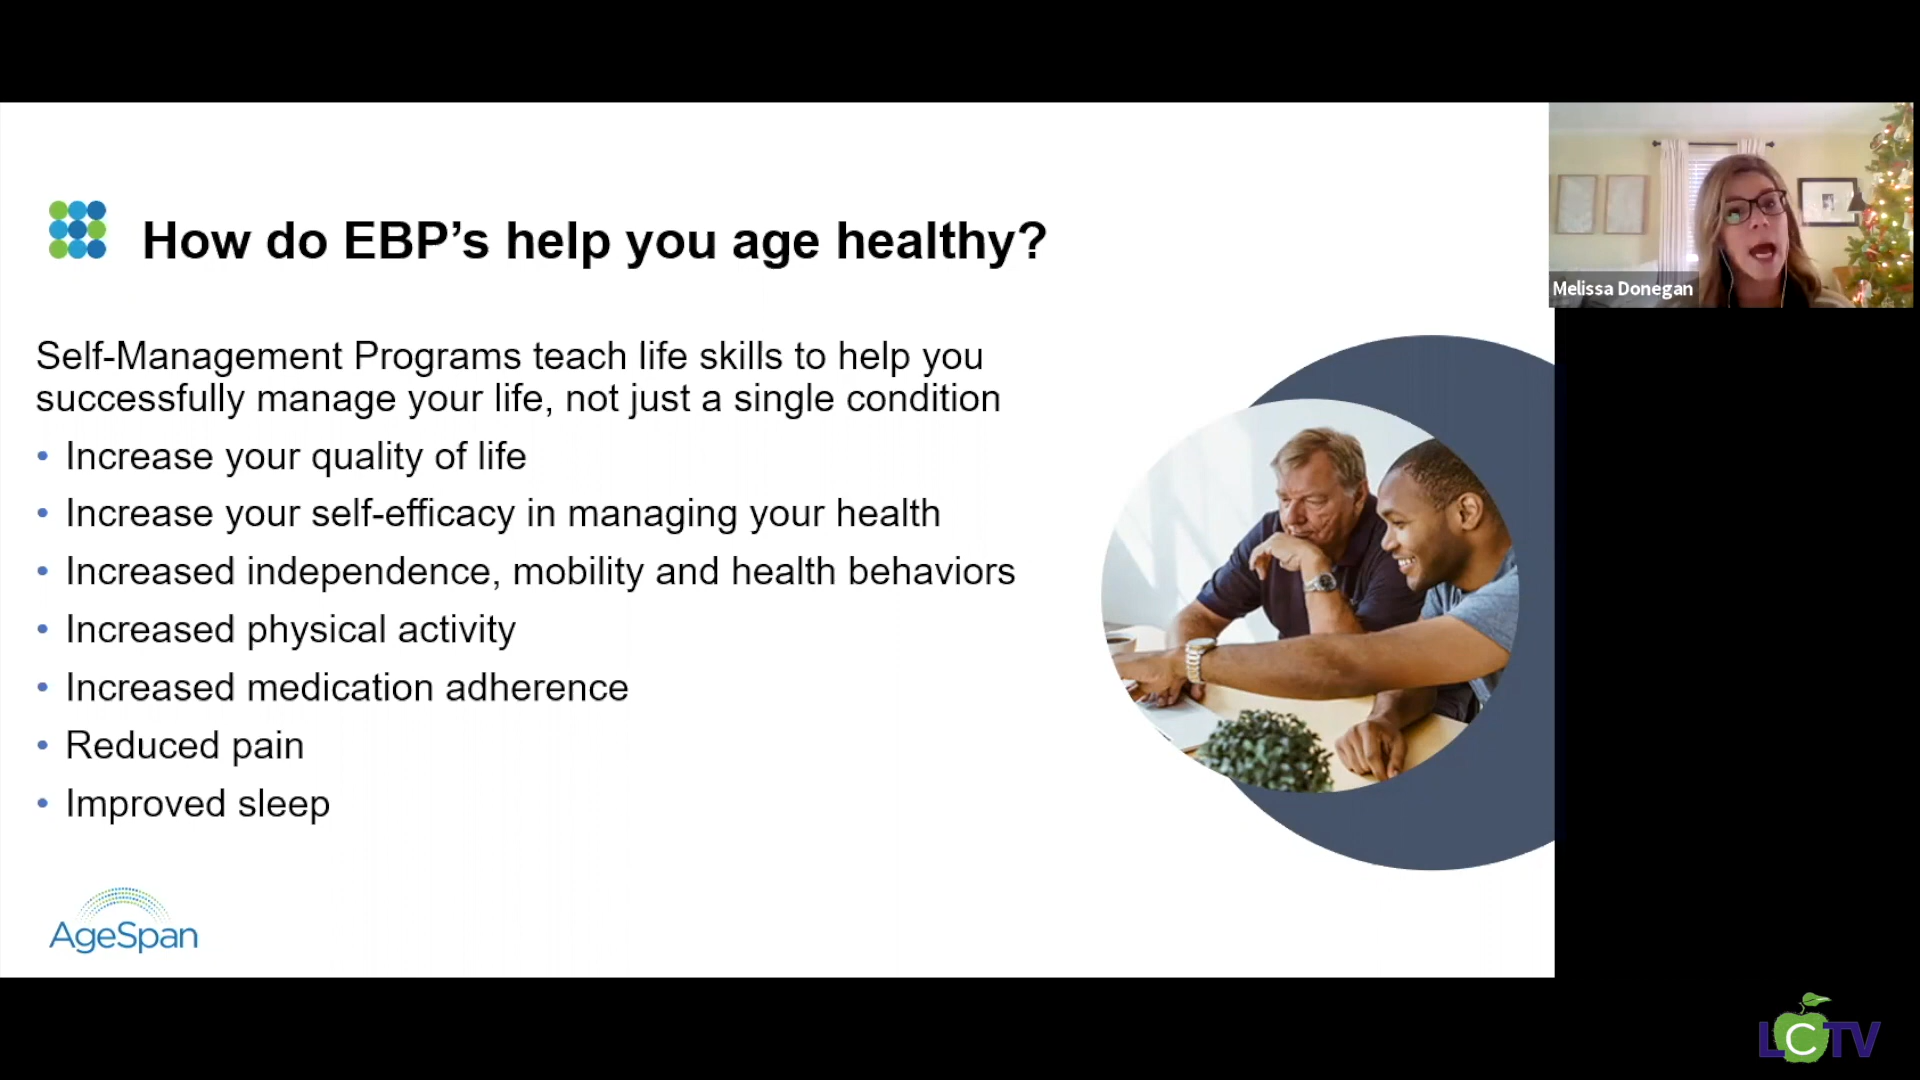 How do EBP’s help you age healthy?
Self-Management Programs teach life skills to help you
successfully manage your life, not just a single condition
• Increase your quality of life
• Increase your self-efficacy in managing your health
• Increased independence, mobility and health behaviors
• Increased physical activity
• Increased medication adherence
• Reduced pain
• Improved sleep
AgeSpan
Melissa Donegan
LCTV